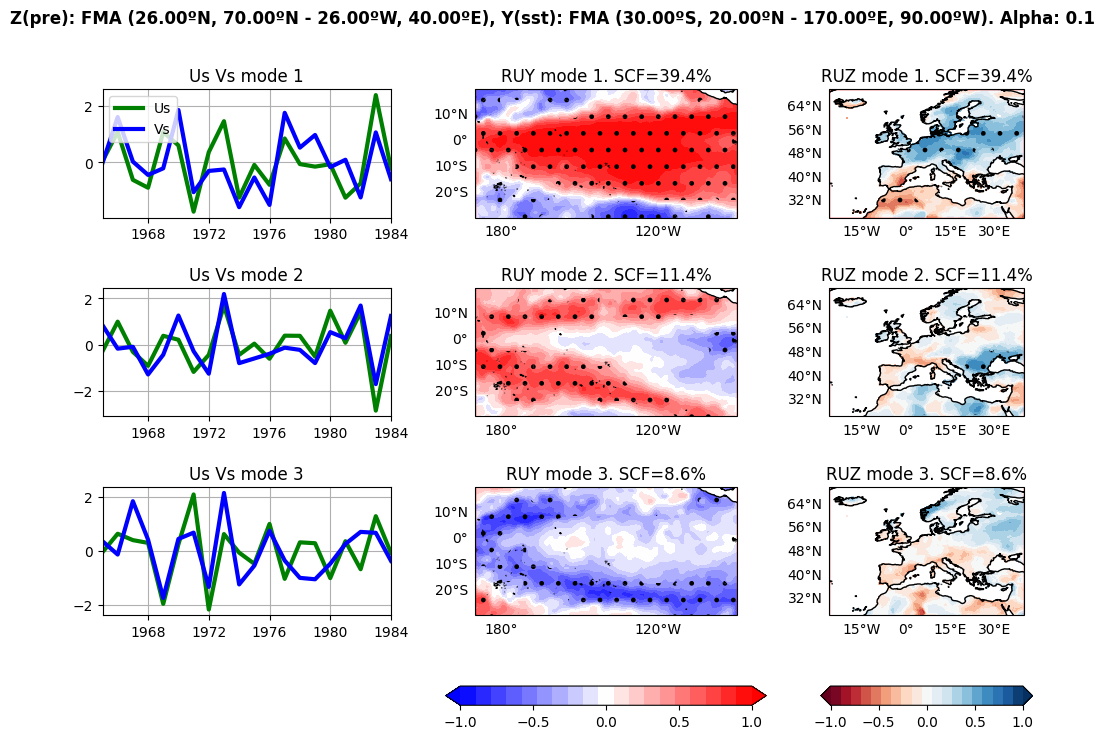 Z(pre): FMA (26.00ºN, 70.00ºN - 26.00ºW, 40.00ºE), Y(sst): FMA (30.00ºS, 20.00ºN - 170.00ºE, 90.00ºW). Alpha: 0.1
Us Vs mode 1
RUY mode 1. SCF=39.4%
RUZ mode 1. SCF=39.4%
Us
Vs
2
0
1968
1972
1976
1980
1984
10°N
0°
10°S
20°S
180°
120°W
64°N
56°N
48°N
40°N
32°N
15°W
0°
15°E
30°E
Us Vs mode 2
RUY mode 2. SCF=11.4%
RUZ mode 2. SCF=11.4%
2
0
−2
1968
1972
1976
1980
1984
10°N
0°
10°S
20°S
180°
120°W
64°N
56°N
48°N
40°N
32°N
15°W
0°
15°E
30°E
Us Vs mode 3
RUY mode 3. SCF=8.6%
RUZ mode 3. SCF=8.6%
2
0
−2
1968
1972
1976
1980
1984
10°N
0°
10°S
20°S
180°
120°W
64°N
56°N
48°N
40°N
32°N
15°W
0°
15°E
30°E
−1.0
−0.5
0.0
0.5
1.0
−1.0
−0.5
0.0
0.5
1.0